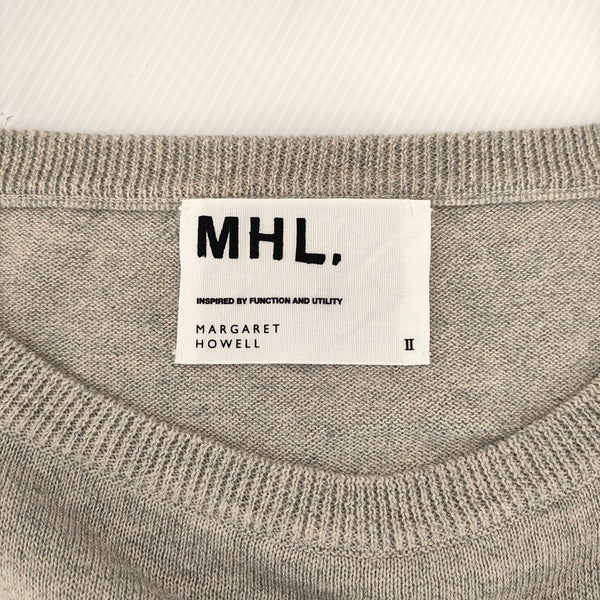 MHL.
INSPIRED BY FUNCTION AND UTILITY
MARGARET
HOWELL
II